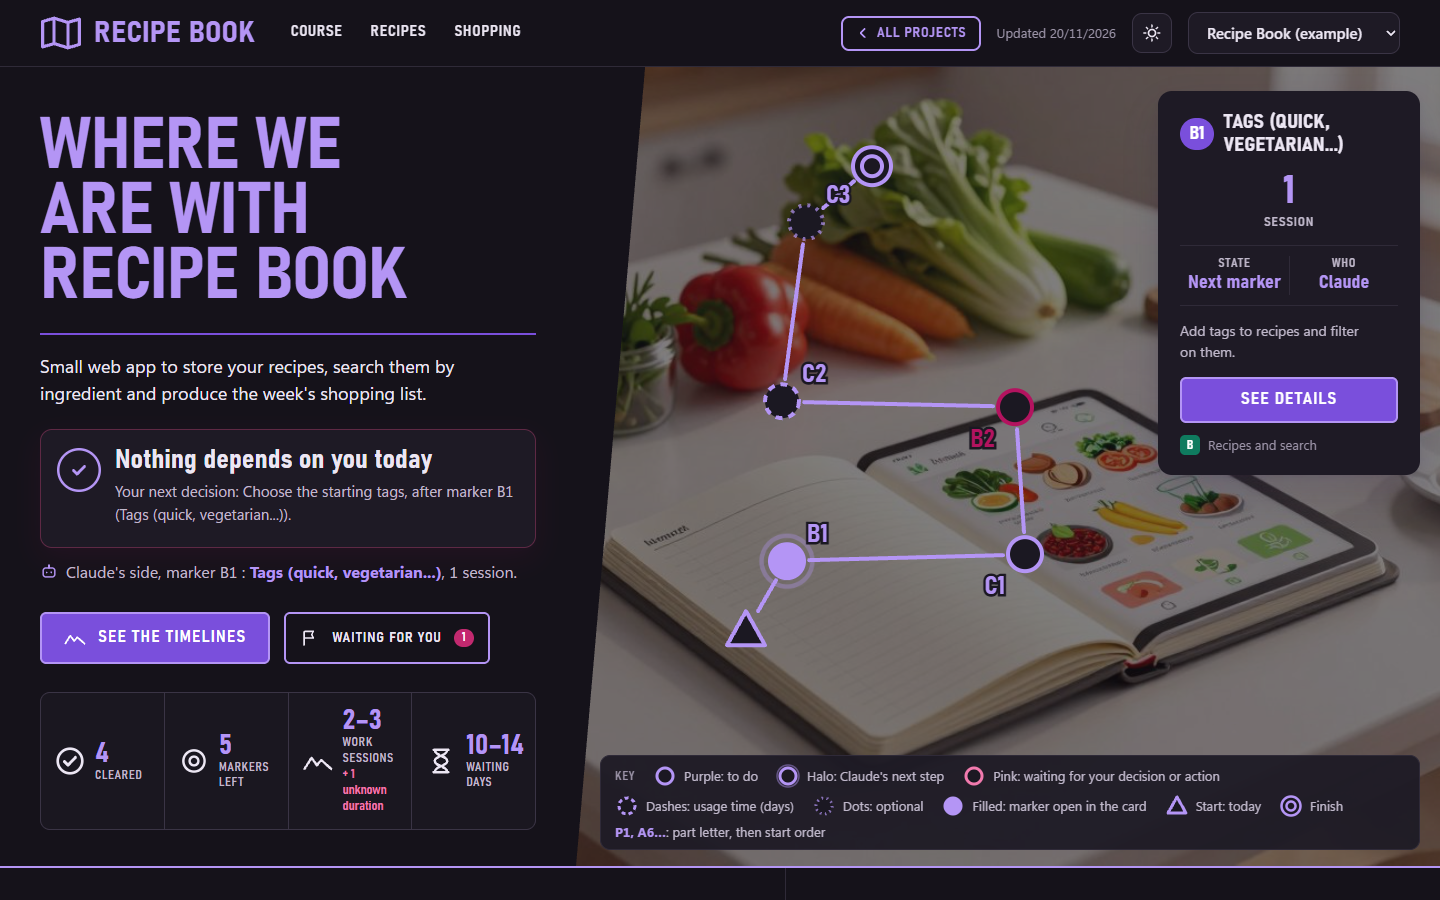 RECIPE BOOK
COURSE
RECIPES
SHOPPING
ALL PROJECTS
Updated 20/11/2026
Recipe Book (example)
WHERE WE
ARE WITH
RECIPE BOOK
Small web app to store your recipes, search them by
ingredient and produce the week's shopping list.
Nothing depends on you today
Your next decision: Choose the starting tags, after marker B1
(Tags (quick, vegetarian...)).
Claude's side, marker B1 : Tags (quick, vegetarian...), 1 session.
SEE THE TIMELINES
WAITING FOR YOU 1
4
CLEARED
5
MARKERS
LEFT
2–3
WORK
SESSIONS
+ 1
unknown
duration
10–14
WAITING
DAYS
C3
C2
B2
B1
C1
B1
TAGS (QUICK,
VEGETARIAN...)
1
SESSION
STATE
Next marker
WHO
Claude
Add tags to recipes and filter
on them.
SEE DETAILS
B Recipes and search
KEY
Purple: to do
Halo: Claude's next step
Pink: waiting for your decision or action
Dashes: usage time (days)
Dots: optional
Filled: marker open in the card
Start: today
Finish
P1, A6...: part letter, then start order